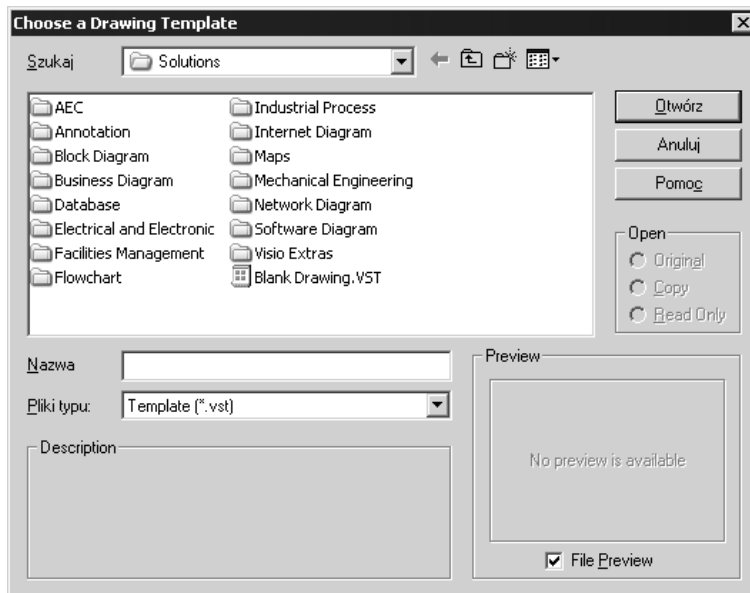 Choose a Drawing Template
Szukaj
Solutions
AEC
Annotation
Block Diagram
Business Diagram
Database
Electrical and Electronic
Facilities Management
Flowchart
Industrial Process
Internet Diagram
Maps
Mechanical Engineering
Network Diagram
Software Diagram
Visio Extras
Blank Drawing.VST
Otwórz
Anuluj
Pomoc
Open
Original
Copy
Read Only
Nazwa
Pliki typu:
Template (*.vst)
Description
Preview
No preview is available
File Preview